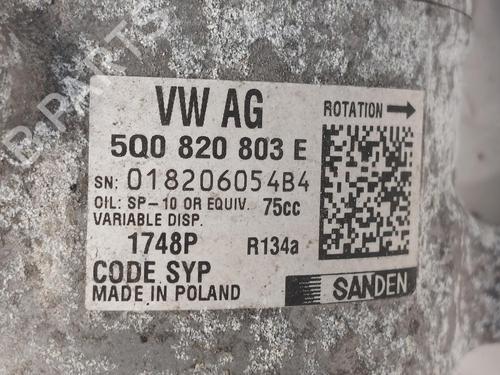 B-PARTS
VW AG
ROTATION
5Q0 820 803 E
SN: 018206054B4
OIL: SP-10 OR EQUIV. 75cc
VARIABLE DISP.
1748P R134a
CODE SYP
MADE IN POLAND
SANDEN